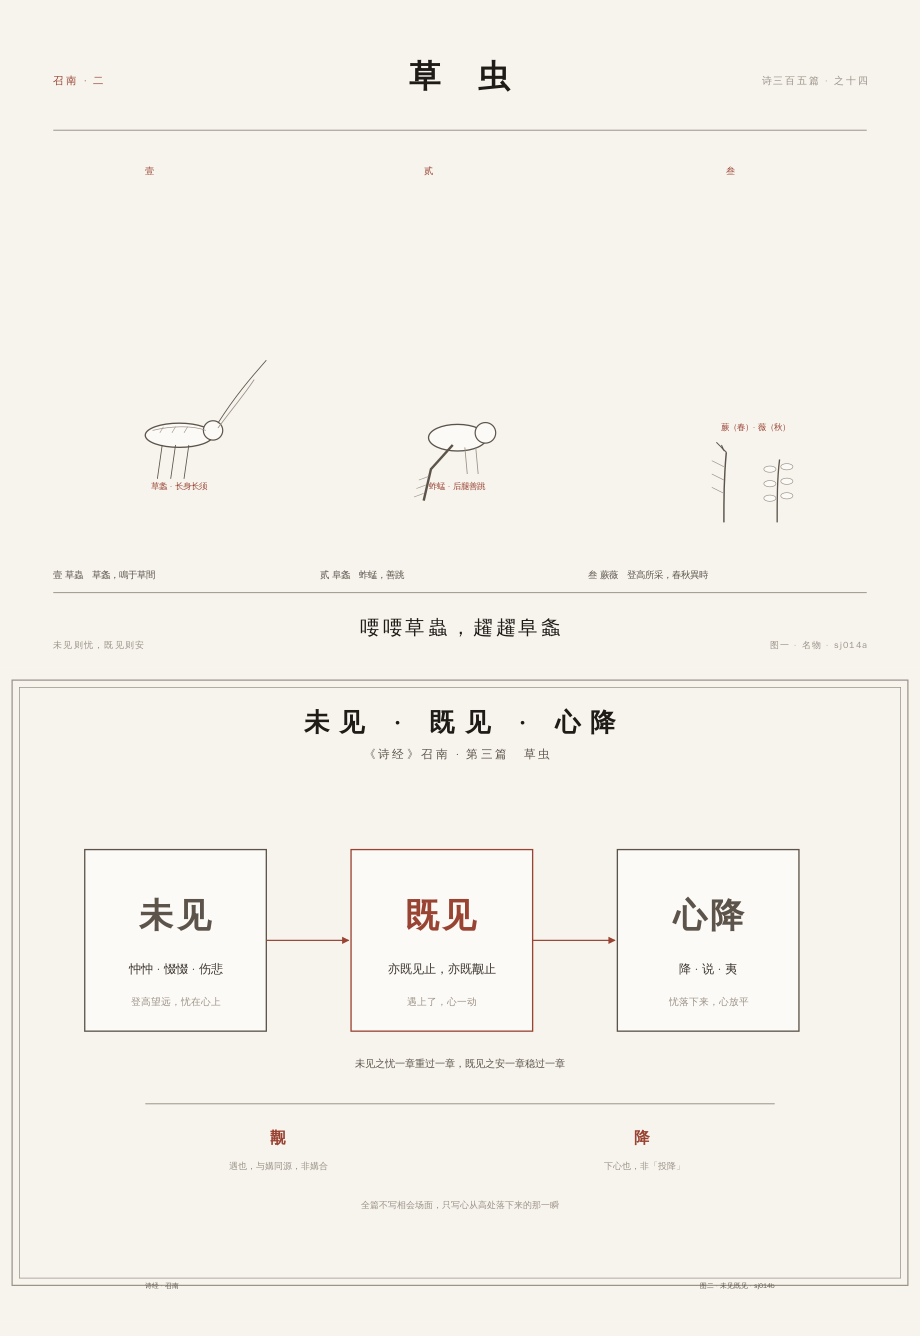 召南 · 二
草 虫
诗三百五篇 · 之十四
壹
贰
叁
草螽 · 长身长须
蚱蜢 · 后腿善跳
蕨（春）· 薇（秋）
壹 草蟲　草螽，鳴于草間
贰 阜螽　蚱蜢，善跳
叁 蕨薇　登高所采，春秋異時
喓喓草蟲，趯趯阜螽
未见则忧，既见则安
图一 · 名物 · sj014a
未见 · 既见 · 心降
《诗经》召南 · 第三篇　草虫
未见
忡忡 · 惙惙 · 伤悲
登高望远，忧在心上
既见
亦既见止，亦既觏止
遇上了，心一动
心降
降 · 说 · 夷
忧落下来，心放平
未见之忧一章重过一章，既见之安一章稳过一章
觏
遇也，与媾同源，非媾合
降
下心也，非「投降」
全篇不写相会场面，只写心从高处落下来的那一瞬
诗经 · 召南
图二 · 未见既见 · sj014b